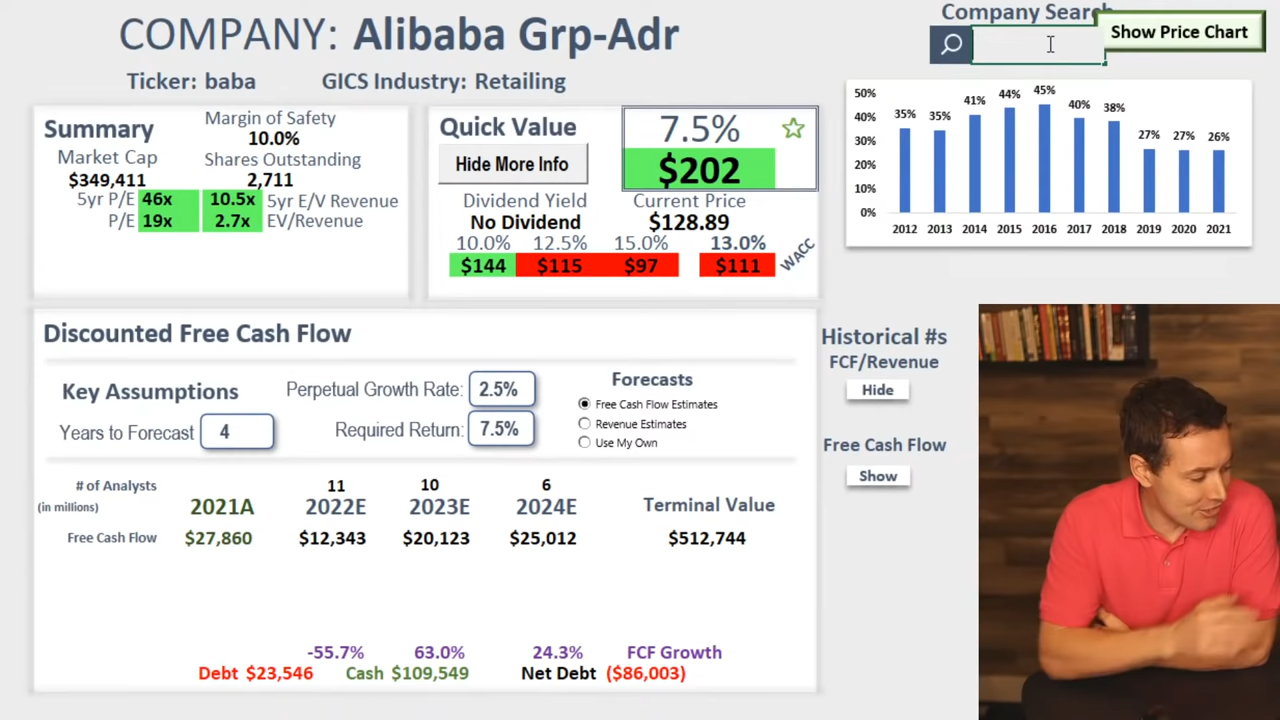 COMPANY: Alibaba Grp-Adr
Ticker: baba GICS Industry: Retailing
Company Search
Show Price Chart
Summary
Margin of Safety
10.0%
Market Cap Shares Outstanding
$349,411 2,711
5yr P/E 46x 10.5x 5yr E/V Revenue
P/E 19x 2.7x EV/Revenue
Quick Value
7.5%
Hide More Info
$202
Dividend Yield Current Price
No Dividend $128.89
10.0% 12.5% 15.0% 13.0%
$144 $115 $97 $111 WACC
50%
40%
30%
20%
10%
0%
35% 35% 41% 44% 45% 40% 38% 27% 27% 26%
2012 2013 2014 2015 2016 2017 2018 2019 2020 2021
Discounted Free Cash Flow
Key Assumptions
Years to Forecast 4
Perpetual Growth Rate: 2.5%
Required Return: 7.5%
Forecasts
Free Cash Flow Estimates
Revenue Estimates
Use My Own
# of Analysts 11 10 6
(in millions) 2021A 2022E 2023E 2024E Terminal Value
Free Cash Flow $27,860 $12,343 $20,123 $25,012 $512,744
-55.7% 63.0% 24.3% FCF Growth
Debt $23,546 Cash $109,549 Net Debt ($86,003)
Historical #s
FCF/Revenue
Hide
Free Cash Flow
Show